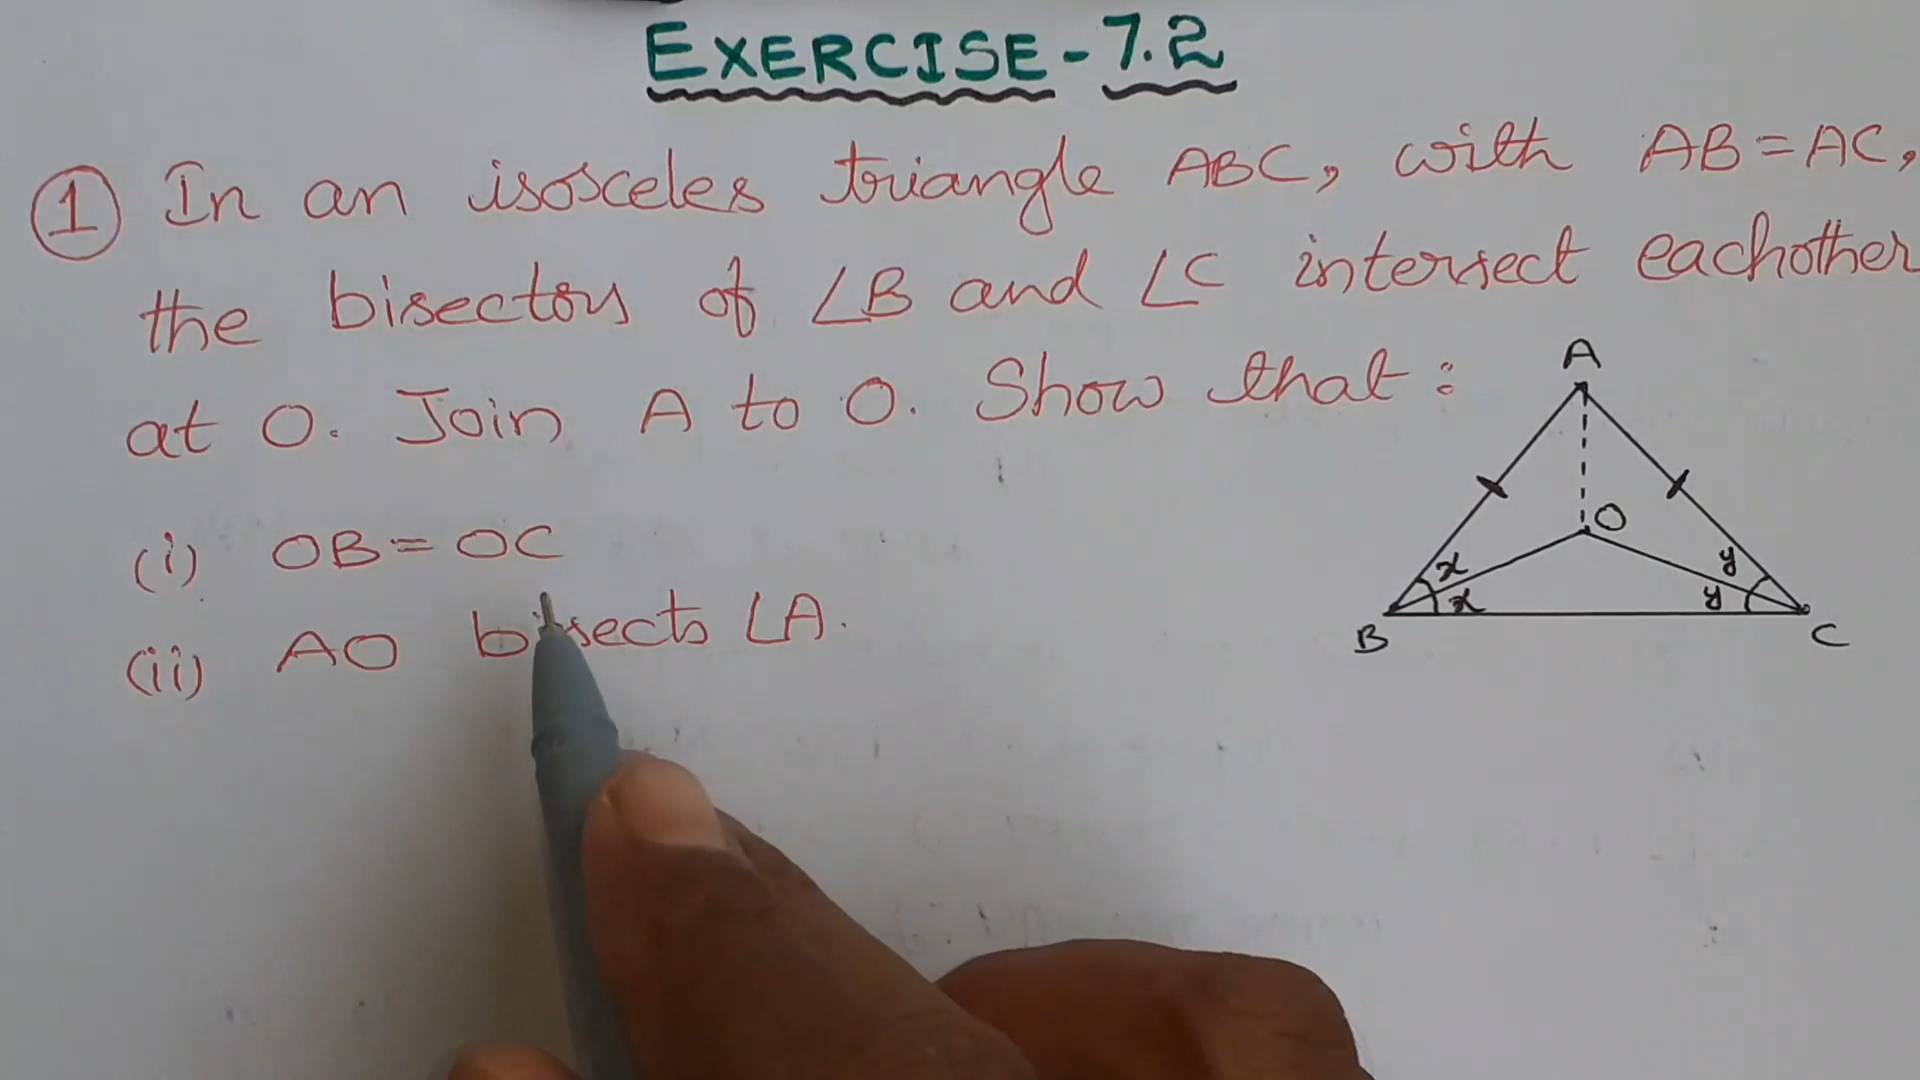 EXERCISE-7.2
① In an isosceles triangle ABC, with AB=AC,
the bisectors of ∠B and ∠C intersect eachother
at O. Join A to O. Show that :
(i) OB=OC
(ii) AO bisects ∠A.
A
O
x
x
y
y
B
C